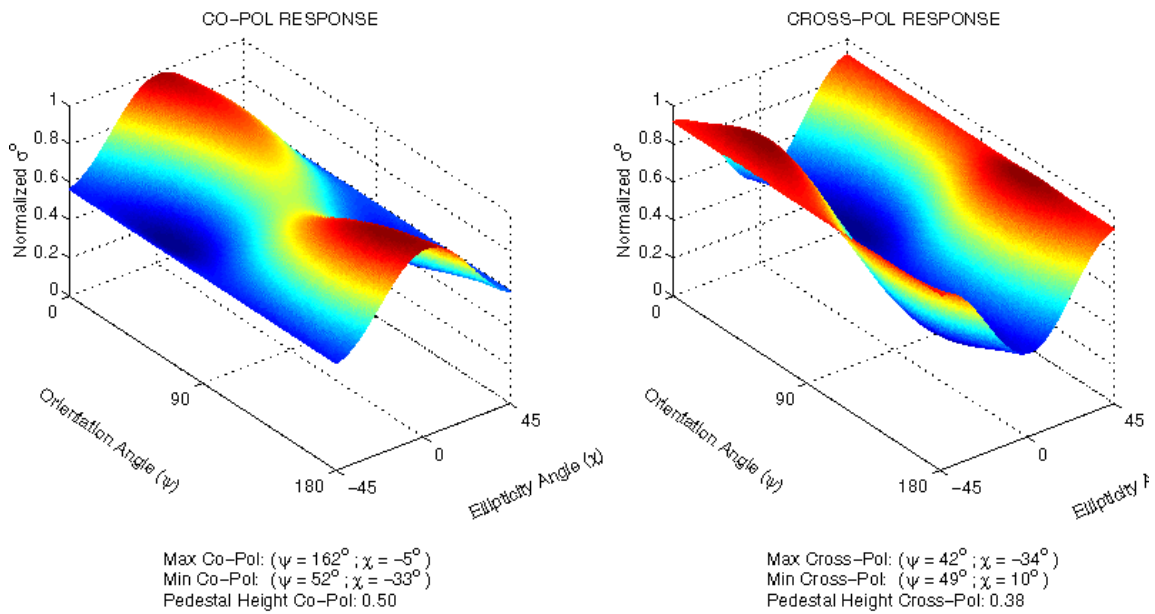 CO-POL RESPONSE
1
0.8
0.6
0.4
0.2
0
Normalized σ°
0
90
180
Orientation Angle (ψ)
-45
0
45
Ellipticity Angle (χ)
Max Co-Pol: (ψ = 162° ; χ = -5° )
Min Co-Pol: (ψ = 52° ; χ = -33° )
Pedestal Height Co-Pol: 0.50
CROSS-POL RESPONSE
1
0.8
0.6
0.4
0.2
0
Normalized σ°
0
90
180
Orientation Angle (ψ)
-45
0
45
Ellipticity A
Max Cross-Pol: (ψ = 42° ; χ = -34° )
Min Cross-Pol: (ψ = 49° ; χ = 10° )
Pedestal Height Cross-Pol: 0.38